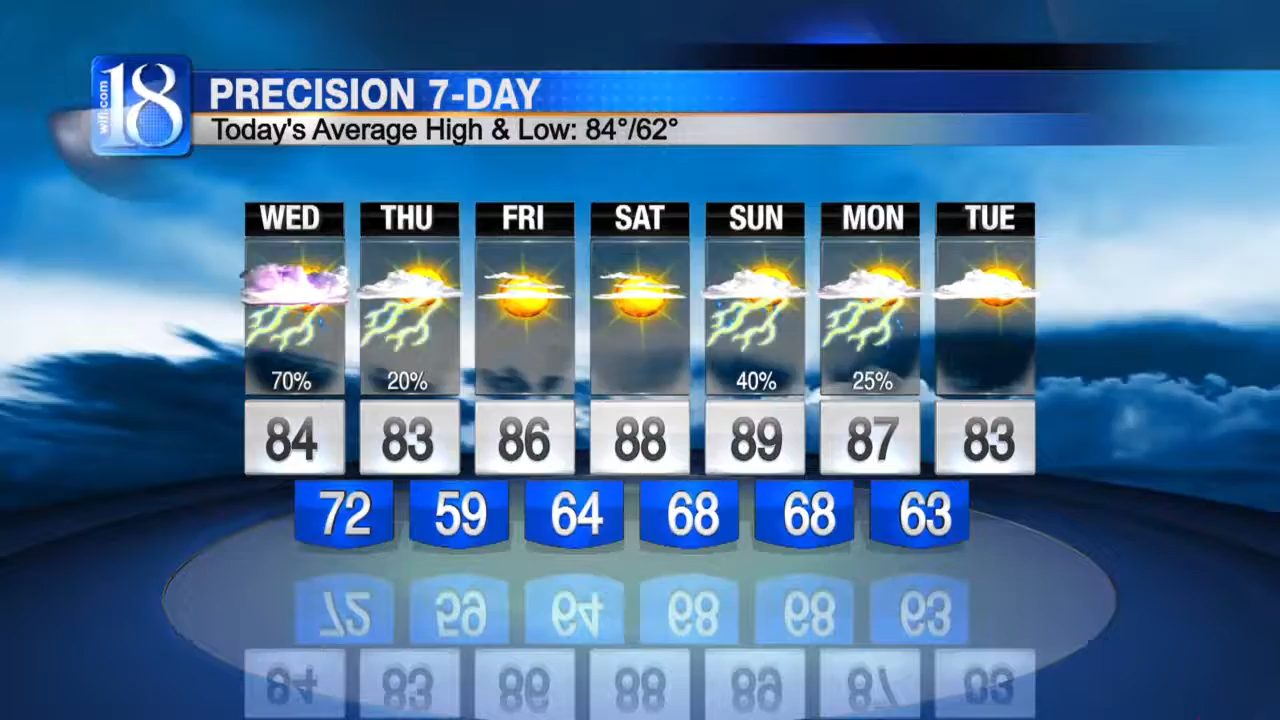 18
wlfi.com
PRECISION 7-DAY
Today's Average High & Low: 84°/62°
WED THU FRI SAT SUN MON TUE
70% 20% 40% 25%
84 83 86 88 89 87 83
72 59 64 68 68 63